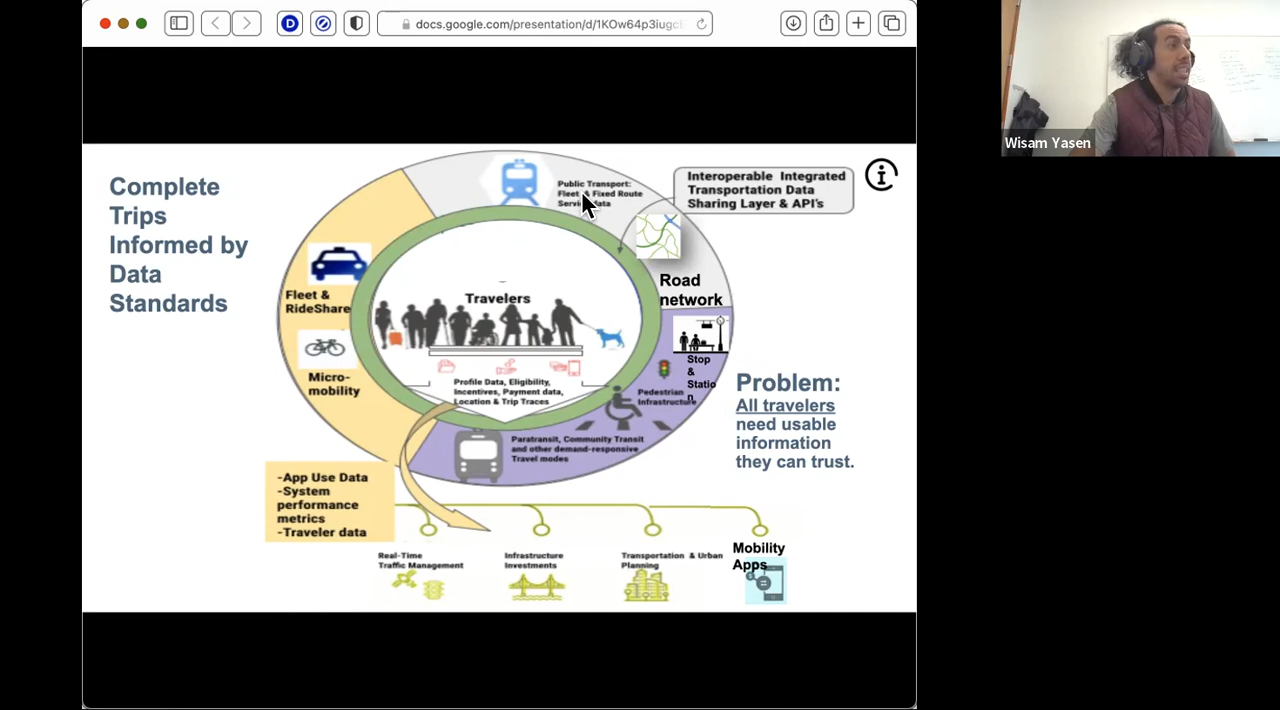 docs.google.com/presentation/d/1KOw64p3iugc
Wisam Yasen
Complete
Trips
Informed by
Data
Standards
Public Transport:
Fleet & Fixed Route
Service data
Interoperable Integrated
Transportation Data
Sharing Layer & API's
Road
network
Fleet &
RideShare
Travelers
Stop
&
Statio
n
Micro-
mobility
Profile Data, Eligibility,
Incentives, Payment data,
Location & Trip Traces
Pedestrian
Infrastructure
Paratransit, Community Transit
and other demand-responsive
Travel modes
Problem:
All travelers
need usable
information
they can trust.
-App Use Data
-System
performance
metrics
-Traveler data
Real-Time
Traffic Management
Infrastructure
Investments
Transportation & Urban
Planning
Mobility
Apps